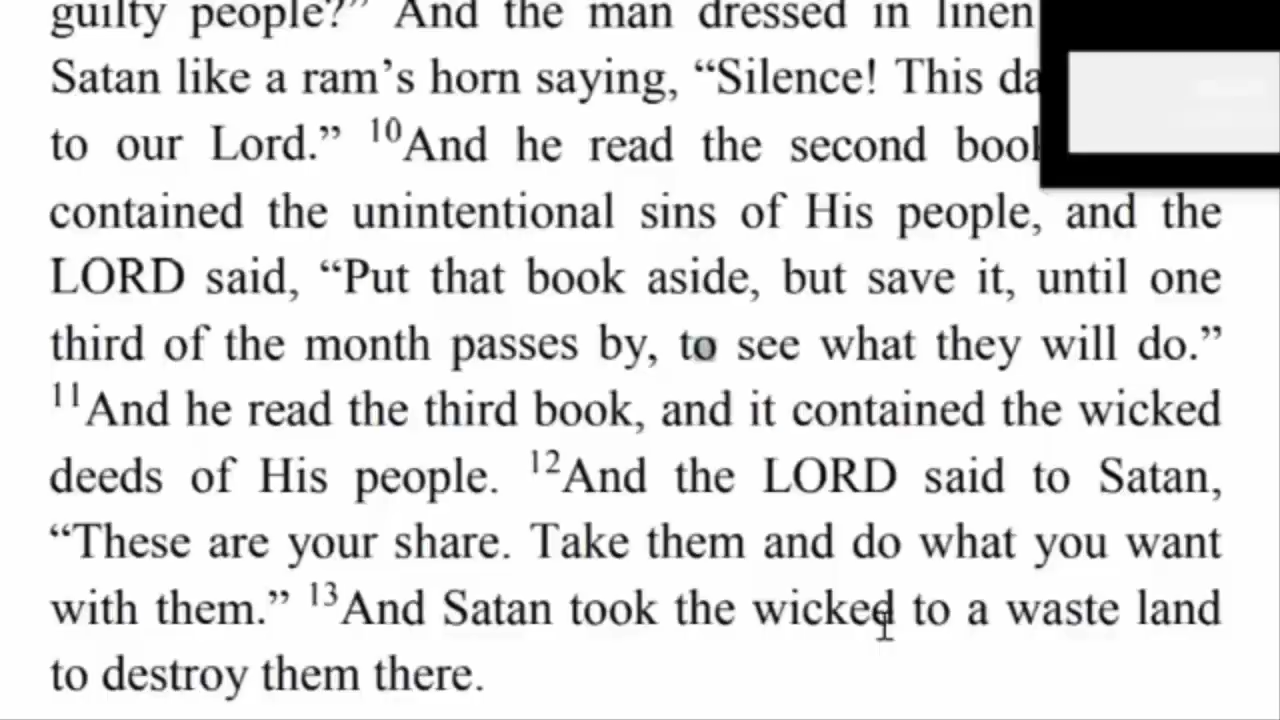 guilty people?” And the man dressed in linen
Satan like a ram’s horn saying, “Silence! This
to our Lord.” ¹⁰And he read the second
contained the unintentional sins of His people, and the
LORD said, “Put that book aside, but save it, until one
third of the month passes by, to see what they will do.”
¹¹And he read the third book, and it contained the wicked
deeds of His people. ¹²And the LORD said to Satan,
“These are your share. Take them and do what you want
with them.” ¹³And Satan took the wicked to a waste land
to destroy them there.